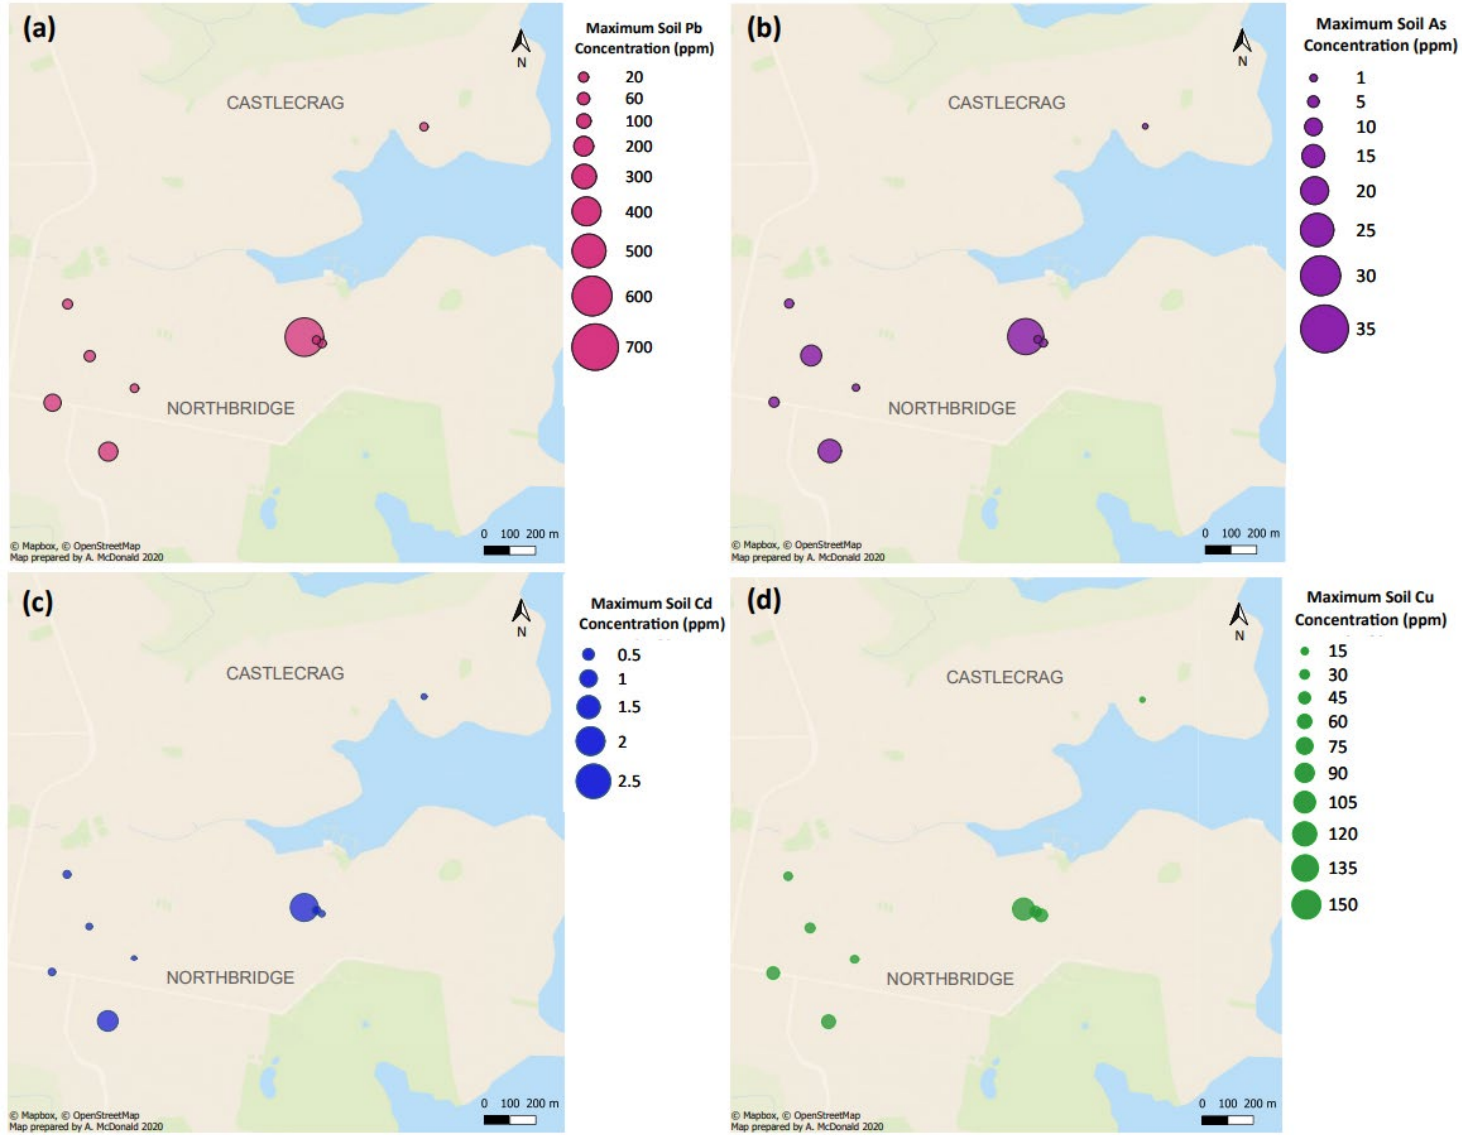 (a)
Maximum Soil Pb
Concentration (ppm)
N
CASTLECRAG
NORTHBRIDGE
20
60
100
200
300
400
500
600
700
0 100 200 m
© Mapbox, © OpenStreetMap
Map prepared by A. McDonald 2020
(b)
Maximum Soil As
Concentration (ppm)
N
CASTLECRAG
NORTHBRIDGE
1
5
10
15
20
25
30
35
0 100 200 m
© Mapbox, © OpenStreetMap
Map prepared by A. McDonald 2020
(c)
Maximum Soil Cd
Concentration (ppm)
N
CASTLECRAG
NORTHBRIDGE
0.5
1
1.5
2
2.5
0 100 200 m
© Mapbox, © OpenStreetMap
Map prepared by A. McDonald 2020
(d)
Maximum Soil Cu
Concentration (ppm)
N
CASTLECRAG
NORTHBRIDGE
15
30
45
60
75
90
105
120
135
150
0 100 200 m
© Mapbox, © OpenStreetMap
Map prepared by A. McDonald 2020